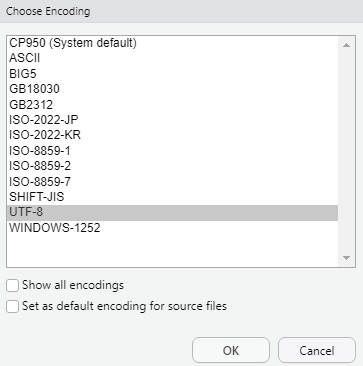 Choose Encoding
CP950 (System default)
ASCII
BIG5
GB18030
GB2312
ISO-2022-JP
ISO-2022-KR
ISO-8859-1
ISO-8859-2
ISO-8859-7
SHIFT-JIS
UTF-8
WINDOWS-1252
Show all encodings
Set as default encoding for source files
OK
Cancel